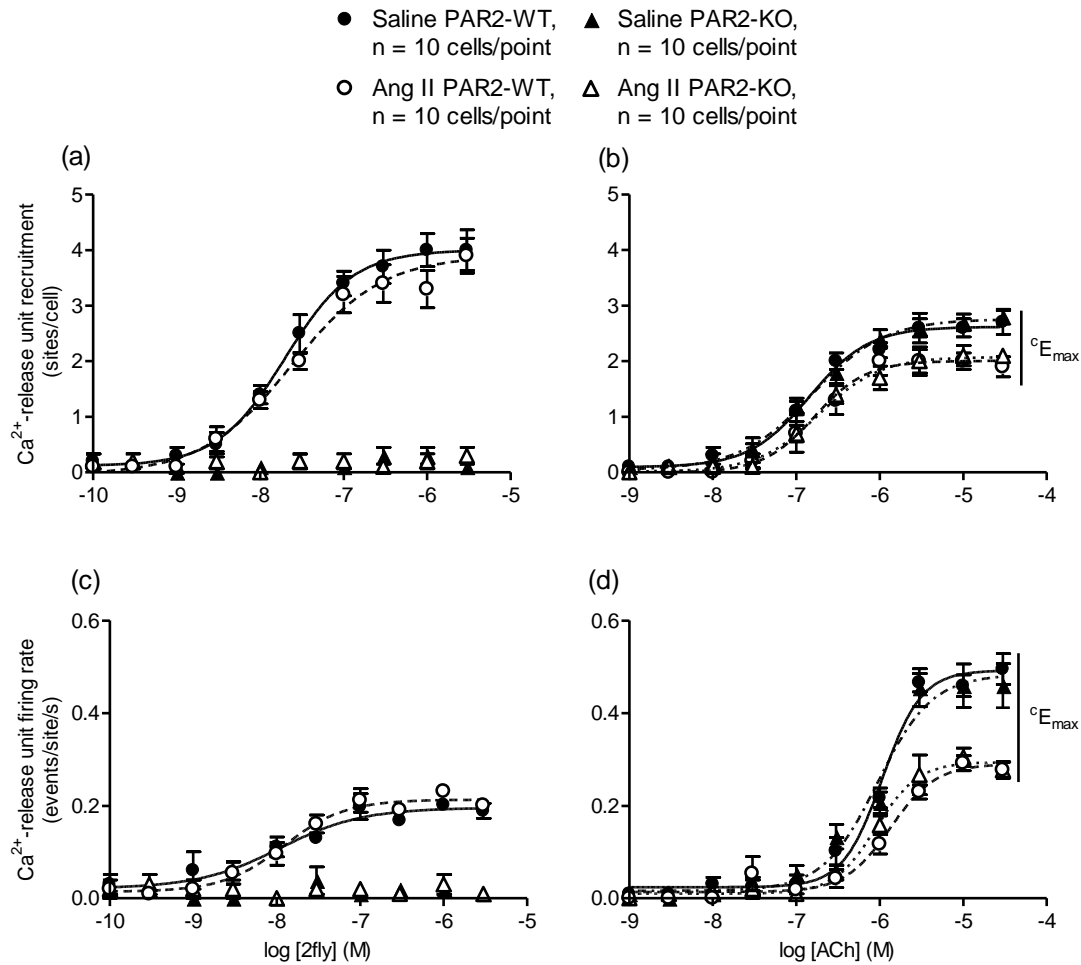 Saline PAR2-WT,
n = 10 cells/point
Saline PAR2-KO,
n = 10 cells/point
Ang II PAR2-WT,
n = 10 cells/point
Ang II PAR2-KO,
n = 10 cells/point
(a)
Ca²⁺-release unit recruitment
(sites/cell)
5
4
3
2
1
0
-10 -9 -8 -7 -6 -5
(b)
5
4
3
2
1
0
-9 -8 -7 -6 -5 -4
ᶜEmax
(c)
Ca²⁺-release unit firing rate
(events/site/s)
0.6
0.4
0.2
0.0
-10 -9 -8 -7 -6 -5
log [2fly] (M)
(d)
0.6
0.4
0.2
0.0
-9 -8 -7 -6 -5 -4
log [ACh] (M)
ᶜEmax